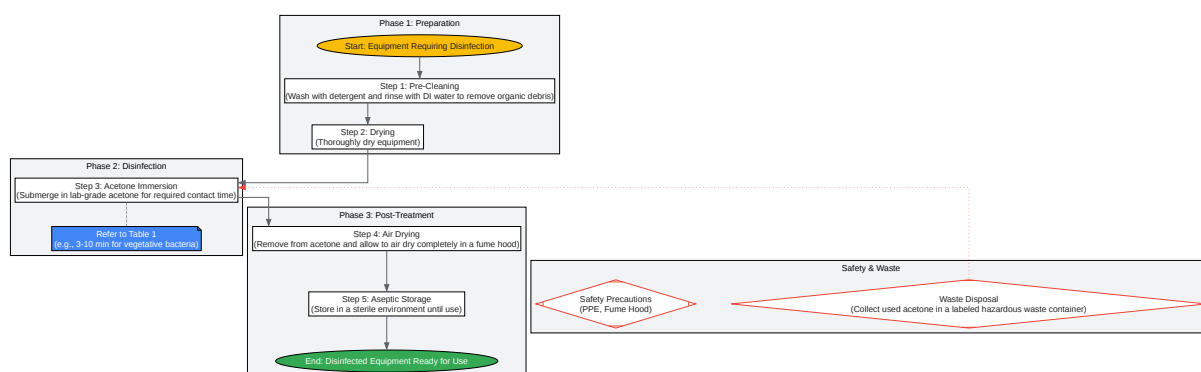 Phase 1: Preparation
Start: Equipment Requiring Disinfection
Step 1: Pre-Cleaning
(Wash with detergent and rinse with DI water to remove organic debris)
Step 2: Drying
(Thoroughly dry equipment)
Phase 2: Disinfection
Step 3: Acetone Immersion
(Submerge in lab-grade acetone for required contact time)
Refer to Table 1
(e.g., 3-10 min for vegetative bacteria)
Phase 3: Post-Treatment
Step 4: Air Drying
(Remove from acetone and allow to air dry completely in a fume hood)
Step 5: Aseptic Storage
(Store in a sterile environment until use)
End: Disinfected Equipment Ready for Use
Safety & Waste
Safety Precautions
(PPE, Fume Hood)
Waste Disposal
(Collect used acetone in a labeled hazardous waste container)